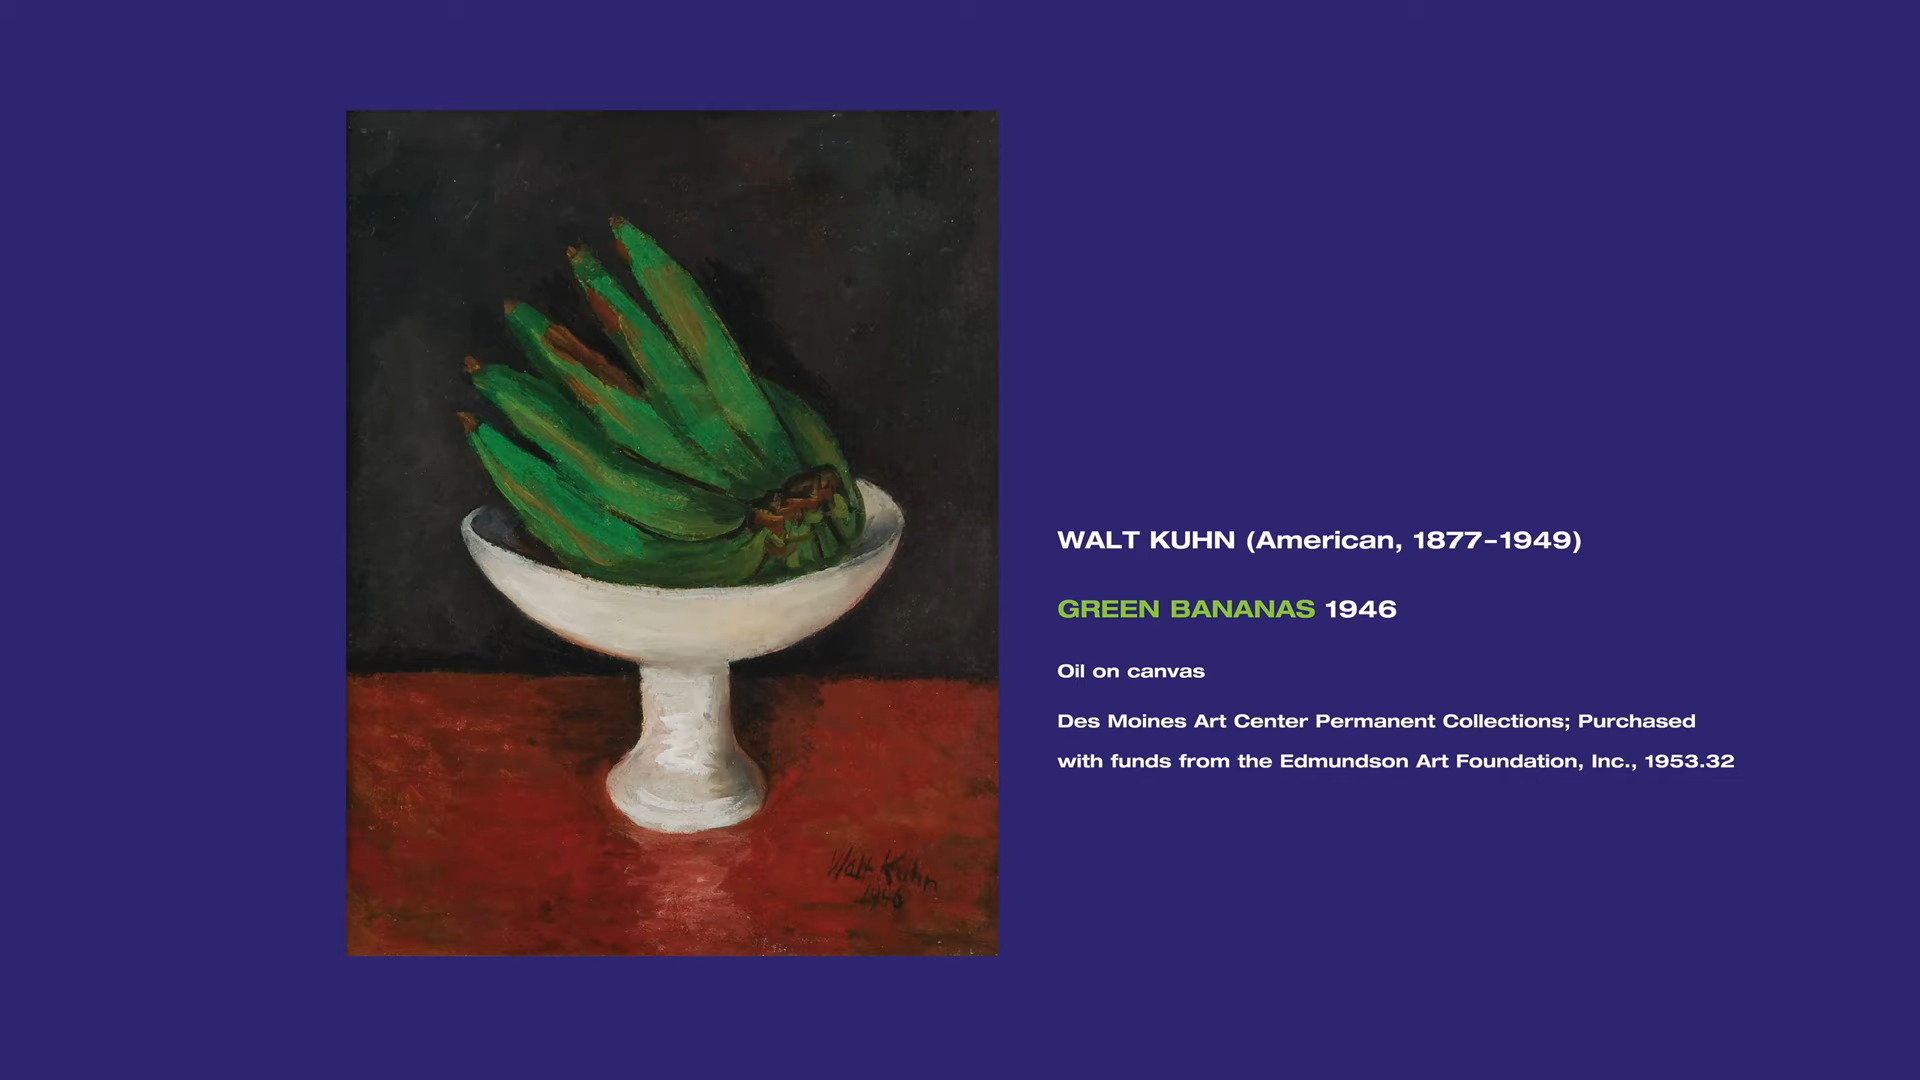 WALT KUHN (American, 1877–1949)
GREEN BANANAS 1946
Oil on canvas
Des Moines Art Center Permanent Collections; Purchased
with funds from the Edmundson Art Foundation, Inc., 1953.32
Walt Kuhn
1946